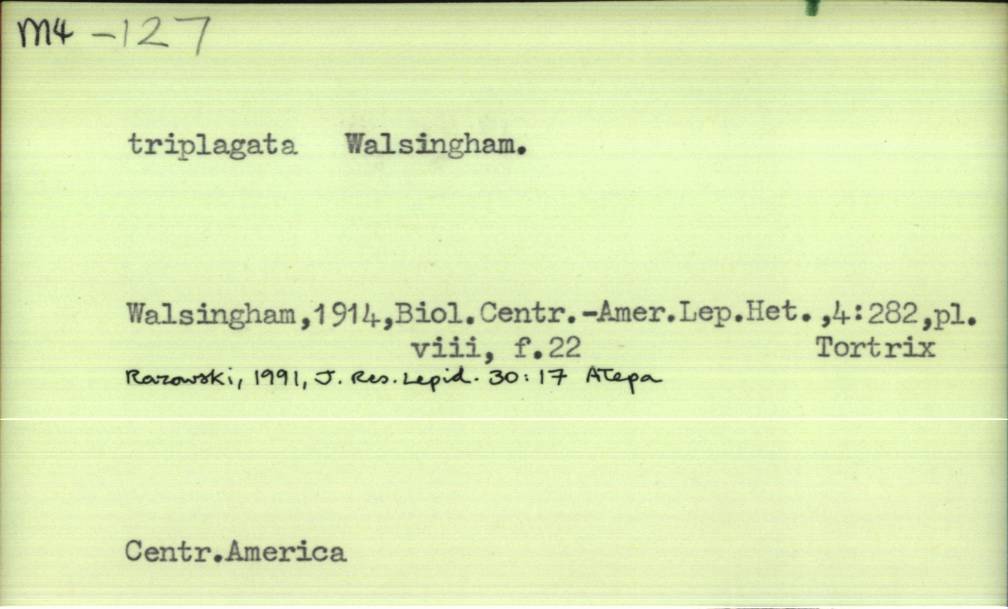 M4 -127
triplagata Walsingham.
Walsingham,1914,Biol.Centr.-Amer.Lep.Het.,4:282,pl.
viii, f.22 Tortrix
Razowski, 1991, J. Res. Lepid. 30:17 Atepa
Centr.America